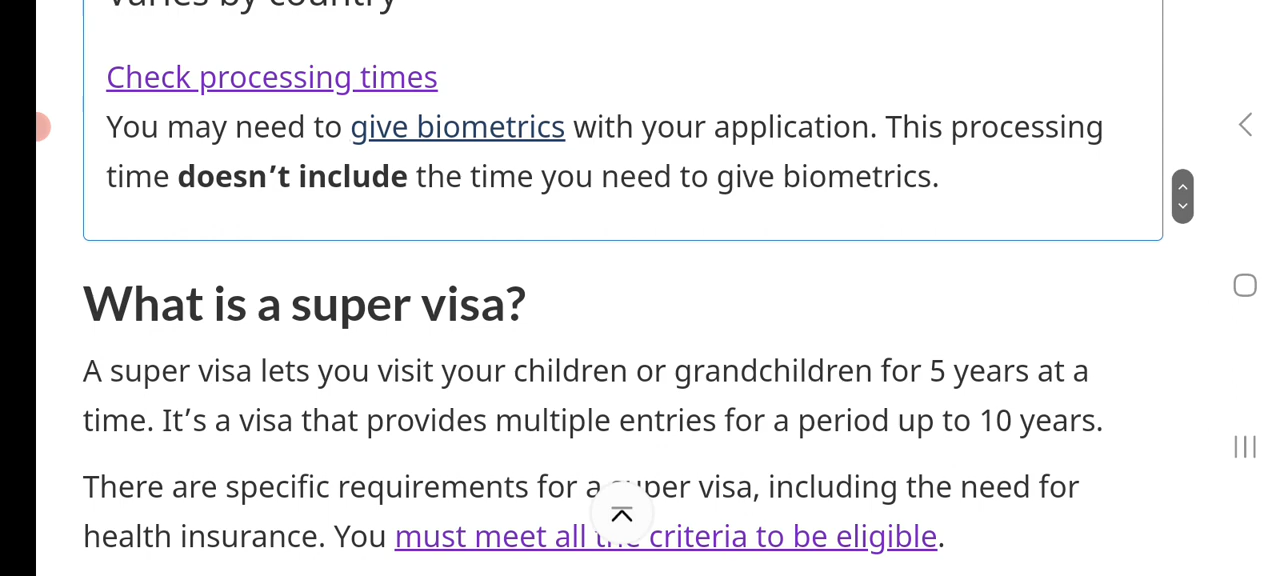 varies by country
Check processing times
You may need to give biometrics with your application. This processing
time doesn’t include the time you need to give biometrics.
What is a super visa?
A super visa lets you visit your children or grandchildren for 5 years at a
time. It’s a visa that provides multiple entries for a period up to 10 years.
There are specific requirements for a super visa, including the need for
health insurance. You must meet all the criteria to be eligible.